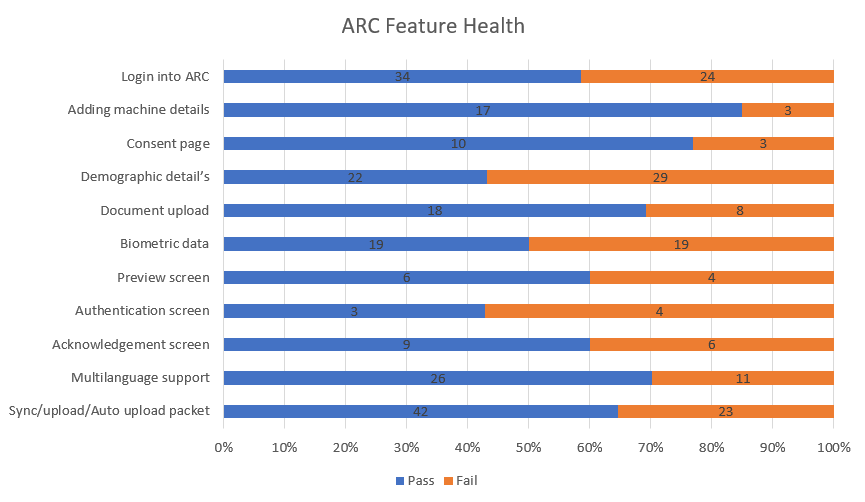 ARC Feature Health
Login into ARC 34 24
Adding machine details 17 3
Consent page 10 3
Demographic detail's 22 29
Document upload 18 8
Biometric data 19 19
Preview screen 6 4
Authentication screen 3 4
Acknowledgement screen 9 6
Multilanguage support 26 11
Sync/upload/Auto upload packet 42 23
0% 10% 20% 30% 40% 50% 60% 70% 80% 90% 100%
Pass Fail